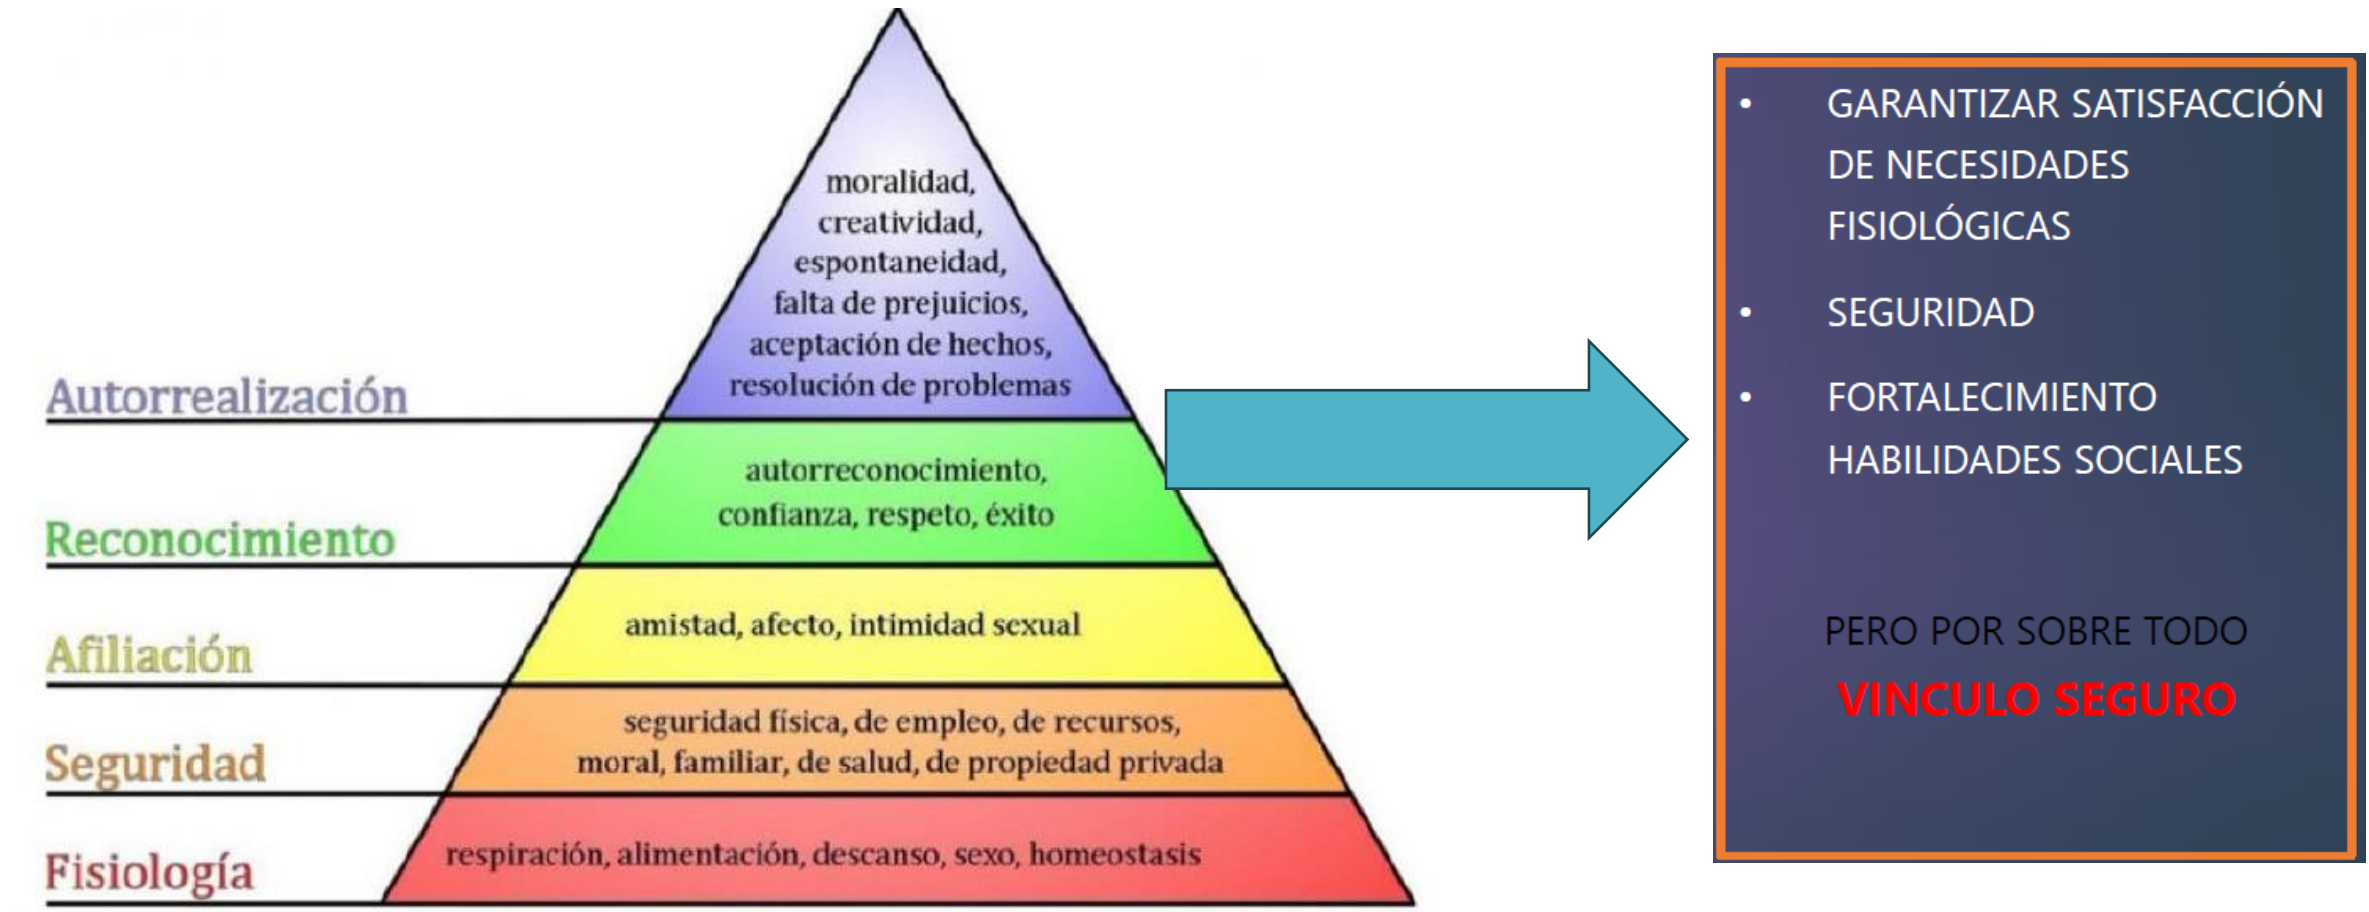 moralidad,
creatividad,
espontaneidad,
falta de prejuicios,
aceptación de hechos,
resolución de problemas
Autorrealización
autorreconocimiento,
confianza, respeto, éxito
Reconocimiento
amistad, afecto, intimidad sexual
Afiliación
seguridad física, de empleo, de recursos,
moral, familiar, de salud, de propiedad privada
Seguridad
respiración, alimentación, descanso, sexo, homeostasis
Fisiología
• GARANTIZAR SATISFACCIÓN
DE NECESIDADES
FISIOLÓGICAS
• SEGURIDAD
• FORTALECIMIENTO
HABILIDADES SOCIALES
PERO POR SOBRE TODO
VINCULO SEGURO